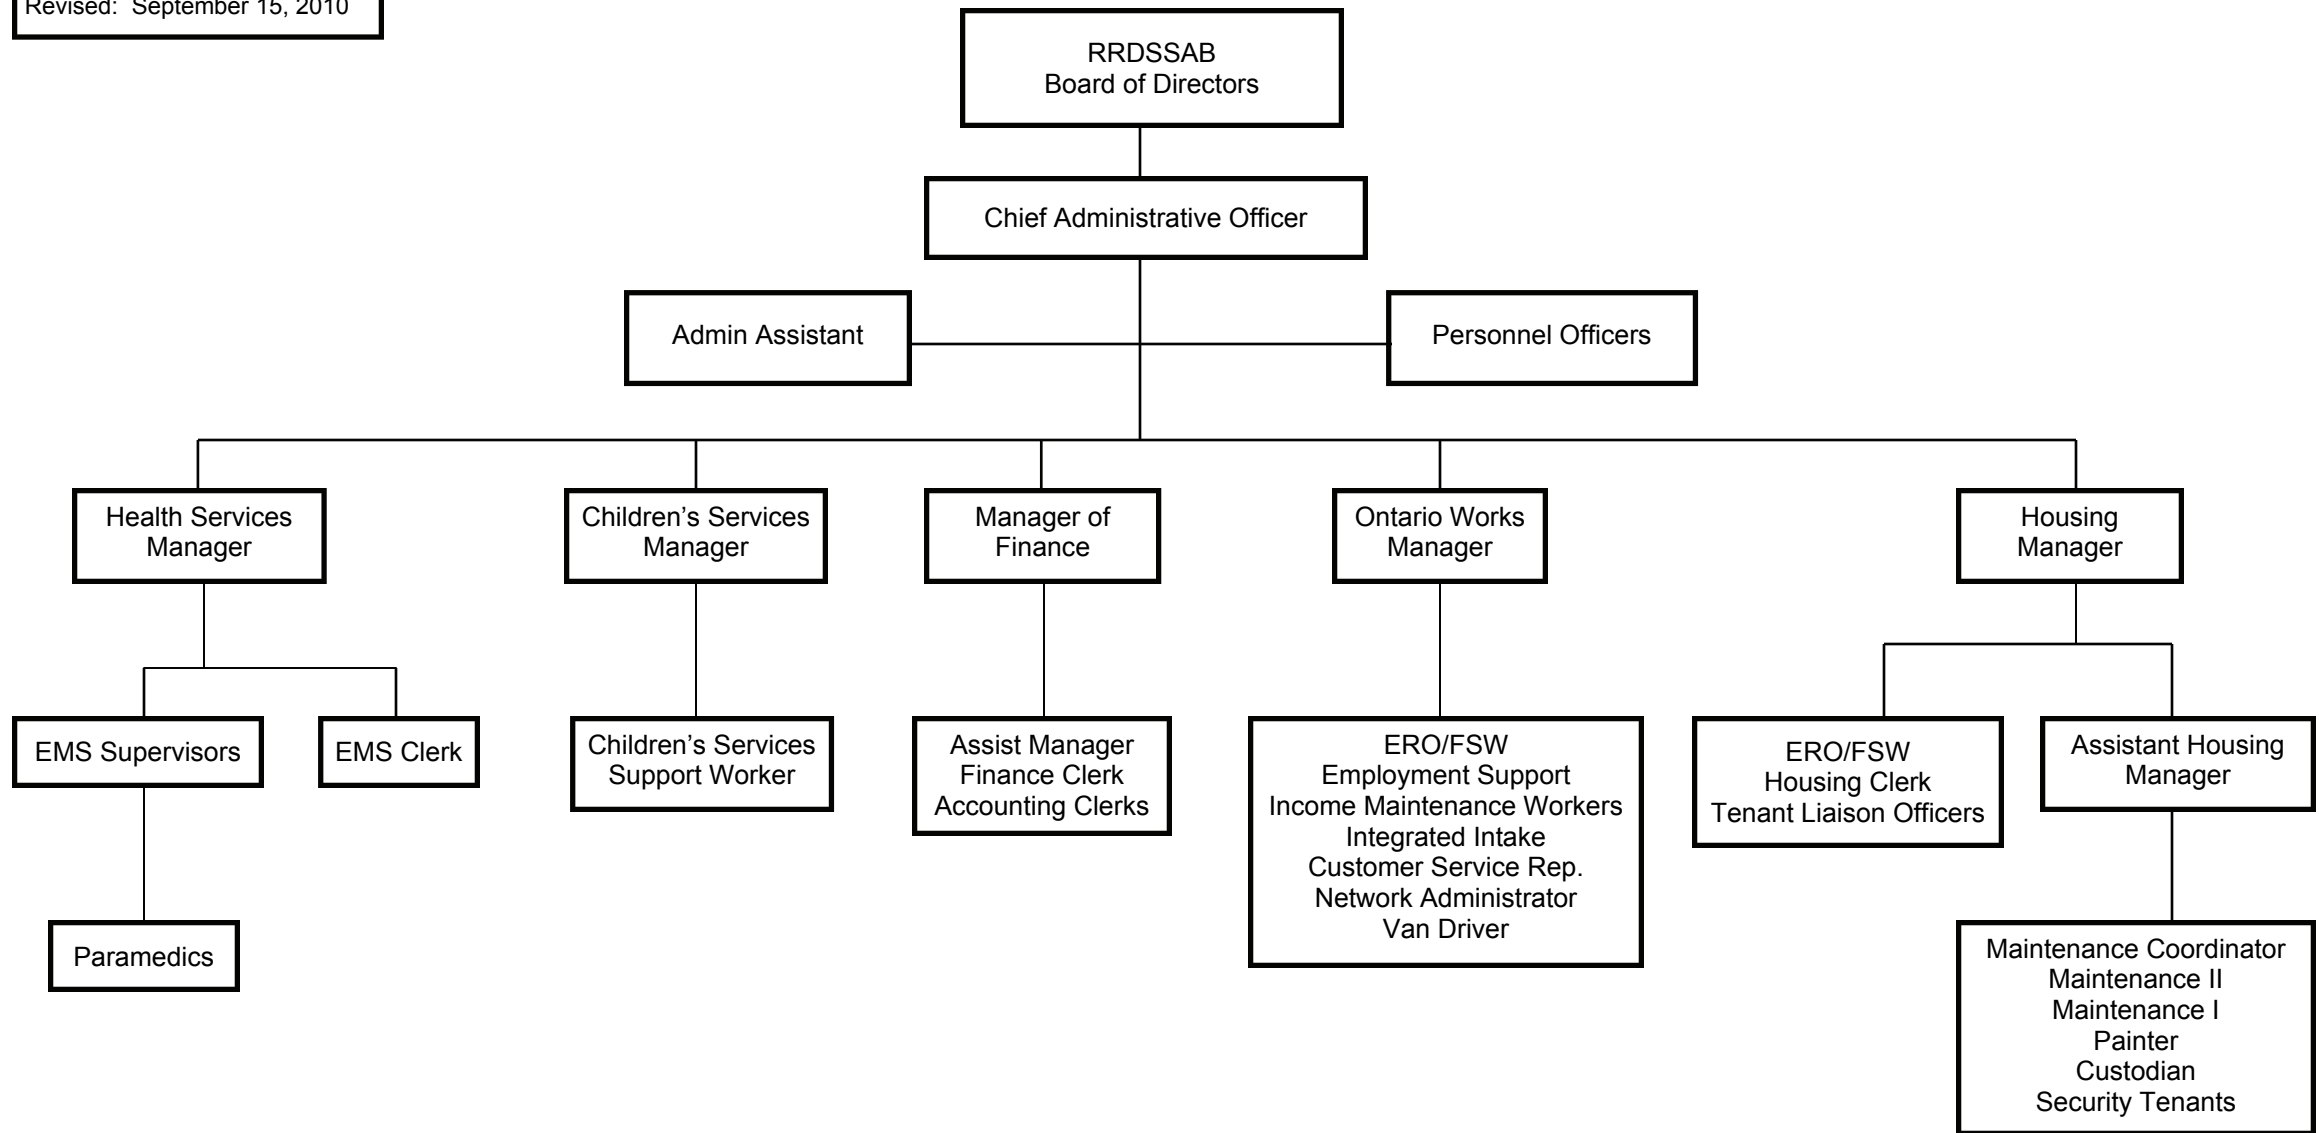 Revised: September 15, 2010
RRDSSAB
Board of Directors
Chief Administrative Officer
Admin Assistant
Personnel Officers
Health Services
Manager
Children’s Services
Manager
Manager of
Finance
Ontario Works
Manager
Housing
Manager
EMS Supervisors
EMS Clerk
Children’s Services
Support Worker
Assist Manager
Finance Clerk
Accounting Clerks
ERO/FSW
Employment Support
Income Maintenance Workers
Integrated Intake
Customer Service Rep.
Network Administrator
Van Driver
ERO/FSW
Housing Clerk
Tenant Liaison Officers
Assistant Housing
Manager
Paramedics
Maintenance Coordinator
Maintenance II
Maintenance I
Painter
Custodian
Security Tenants